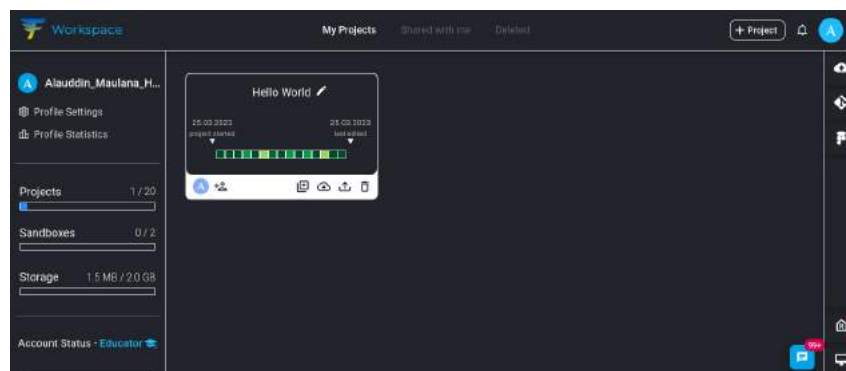 Workspace
My Projects
Shared with me
Deleted
+ Project
A
A Alauddin_Maulana_H...
Profile Settings
Profile Statistics
Projects 1 / 20
Sandboxes 0 / 2
Storage 1.5 MB / 2.0 GB
Account Status - Educator
Hello World
25.03.2023 25.03.2023
project started last edited
A
99+